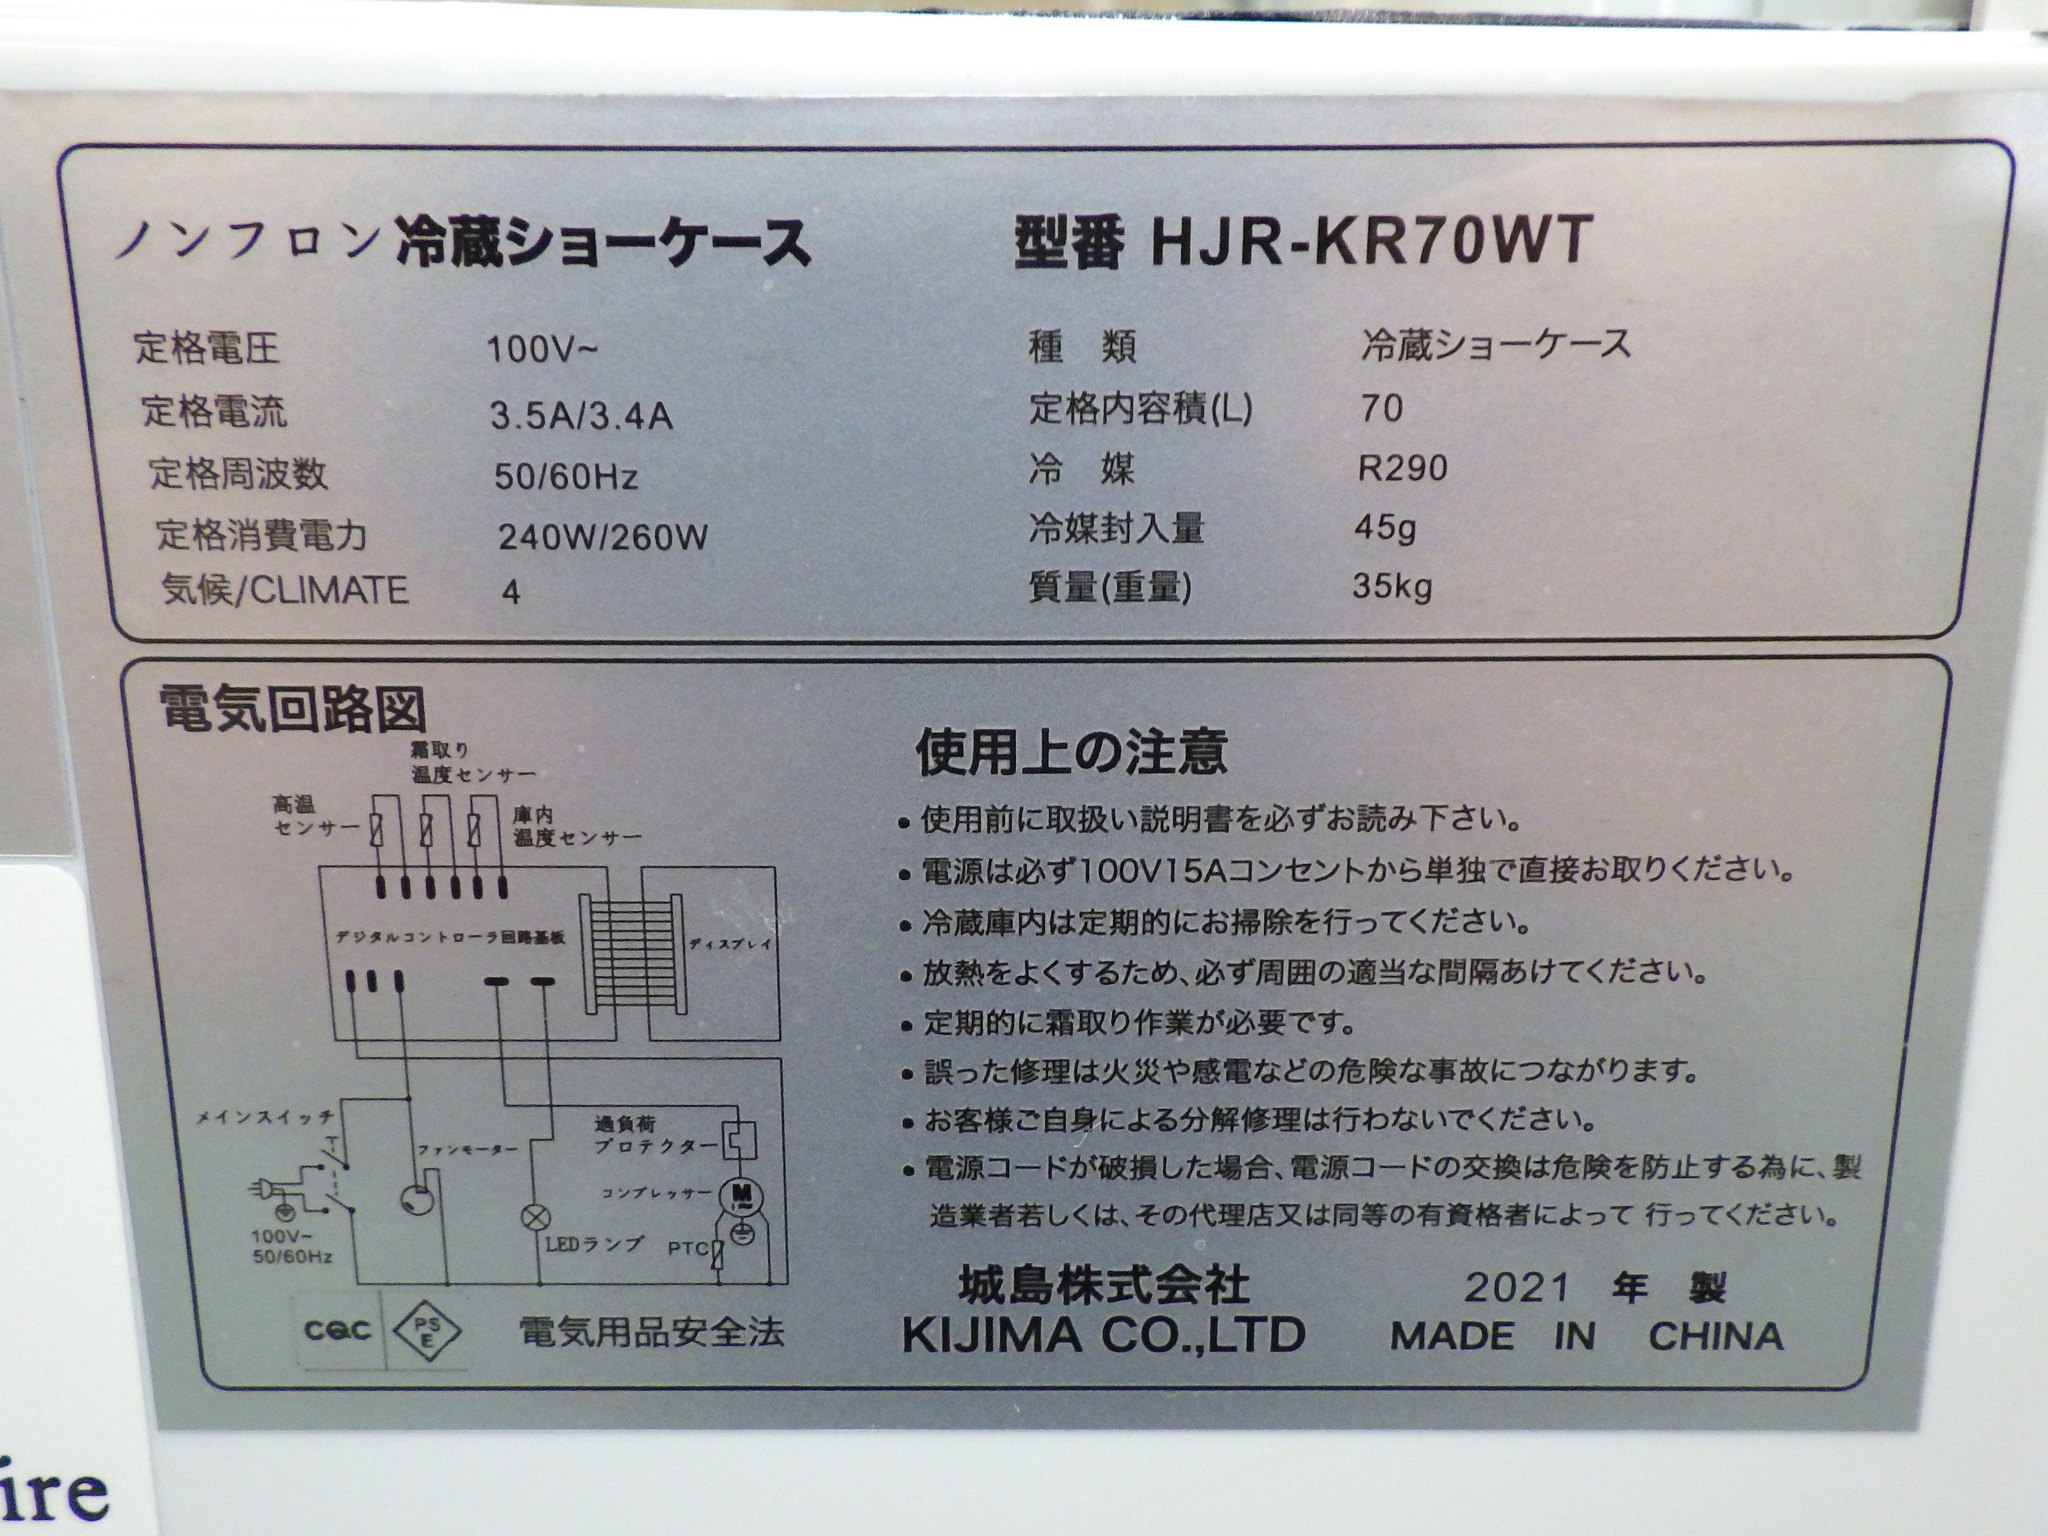 ノンフロン冷蔵ショーケース
型番 HJR-KR70WT
定格電圧 100V~
定格電流 3.5A/3.4A
定格周波数 50/60Hz
定格消費電力 240W/260W
気候/CLIMATE 4
種 類 冷蔵ショーケース
定格内容積(L) 70
冷 媒 R290
冷媒封入量 45g
質量(重量) 35kg
電気回路図
霜取り
温度センサー
高温
センサー
庫内
温度センサー
デジタルコントローラ回路基板
ディスプレイ
メインスイッチ
ファンモーター
過負荷
プロテクター
コンプレッサー
M
~
100V~
50/60Hz
LEDランプ
PTC
CQC
PS
E
電気用品安全法
使用上の注意
•使用前に取扱い説明書を必ずお読み下さい。
•電源は必ず100V15Aコンセントから単独で直接お取りください。
•冷蔵庫内は定期的にお掃除を行ってください。
•放熱をよくするため、必ず周囲の適当な間隔あけてください。
•定期的に霜取り作業が必要です。
•誤った修理は火災や感電などの危険な事故につながります。
•お客様ご自身による分解修理は行わないでください。
•電源コードが破損した場合、電源コードの交換は危険を防止する為に、製
造業者若しくは、その代理店又は同等の有資格者によって 行ってください。
城島株式会社
KIJIMA CO.,LTD
2021 年 製
MADE IN CHINA
ire